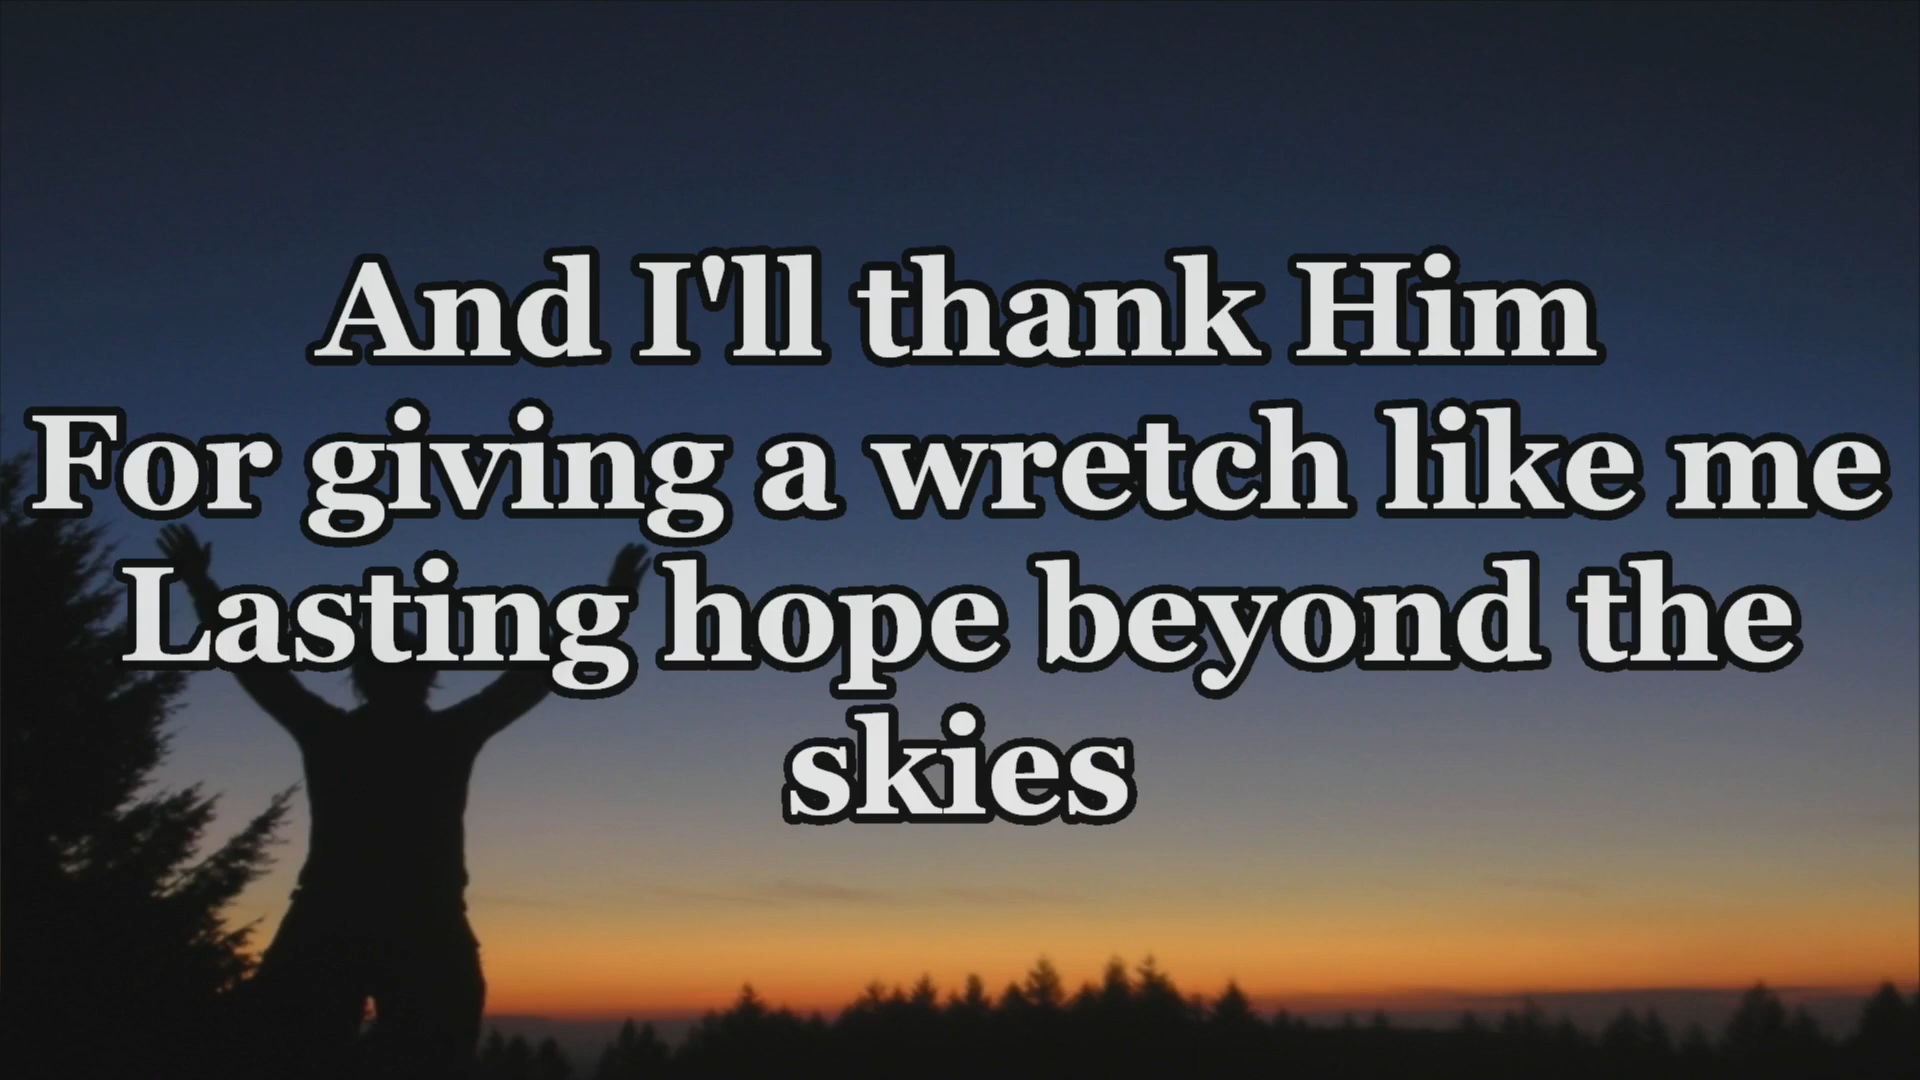 And I'll thank Him
For giving a wretch like me
Lasting hope beyond the
skies